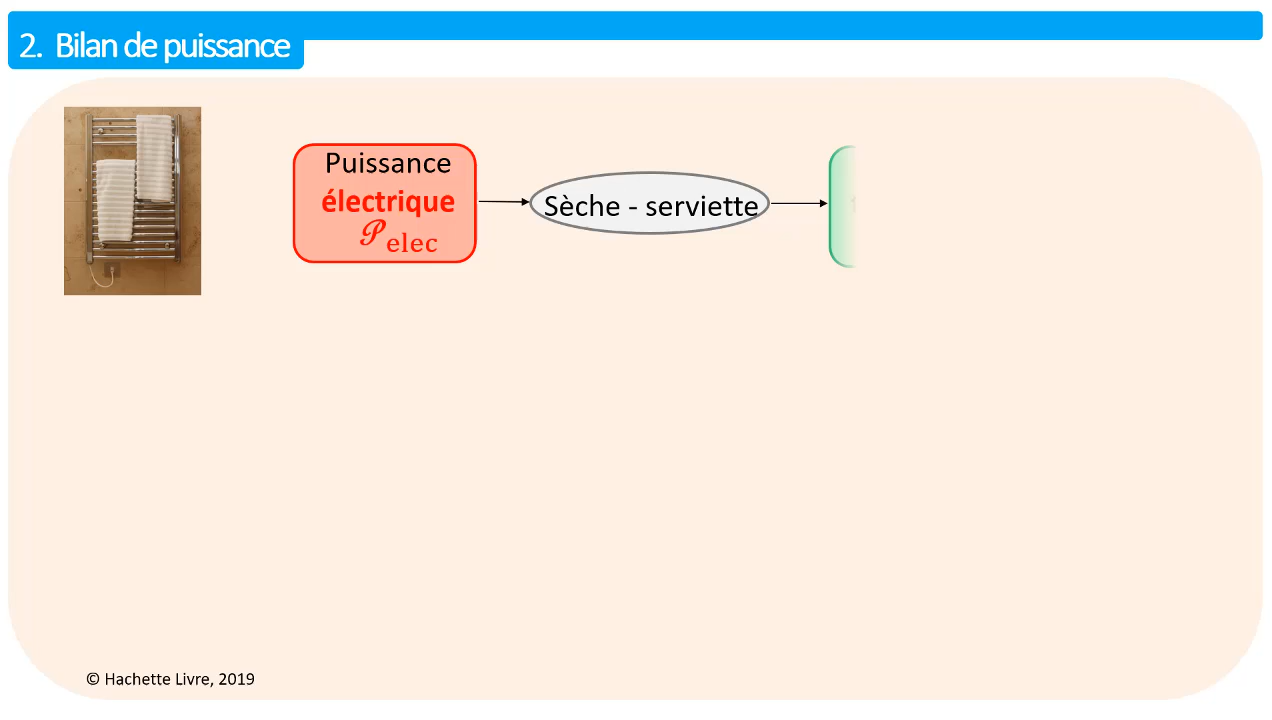 2. Bilan de puissance
Puissance
électrique
𝒫elec
Sèche - serviette
© Hachette Livre, 2019